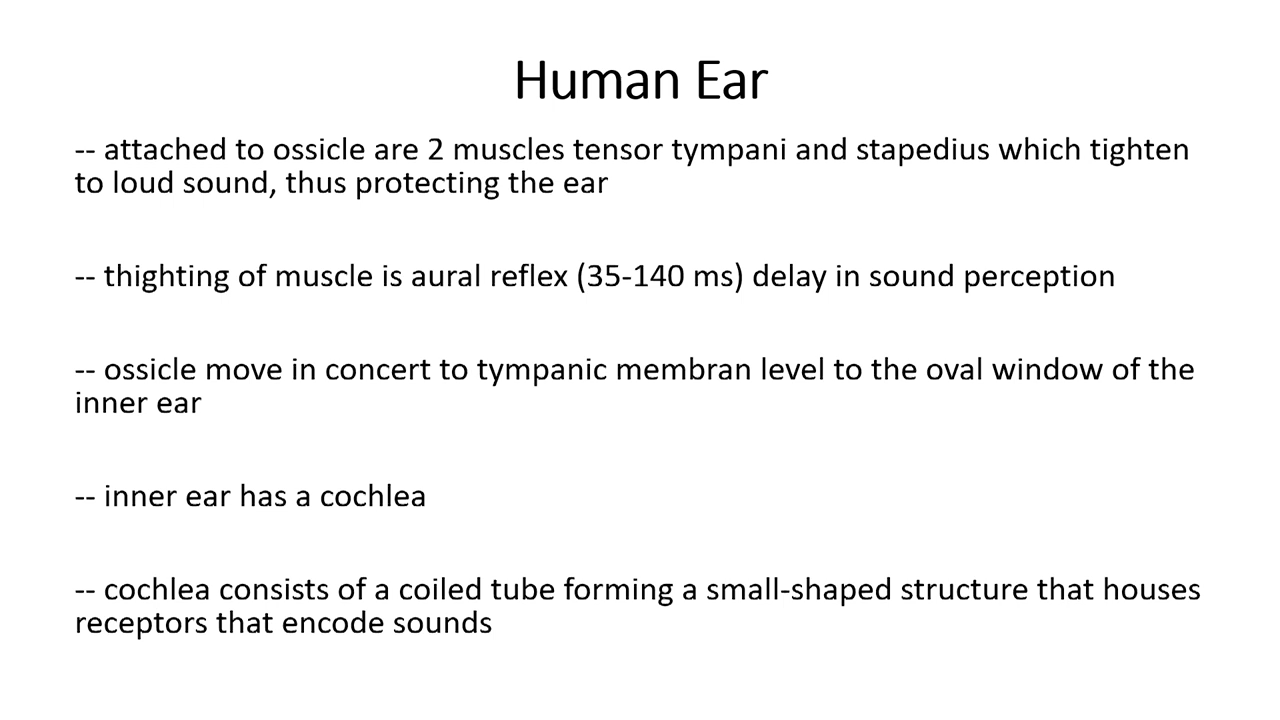 Human Ear
-- attached to ossicle are 2 muscles tensor tympani and stapedius which tighten
to loud sound, thus protecting the ear
-- thighting of muscle is aural reflex (35-140 ms) delay in sound perception
-- ossicle move in concert to tympanic membran level to the oval window of the
inner ear
-- inner ear has a cochlea
-- cochlea consists of a coiled tube forming a small-shaped structure that houses
receptors that encode sounds